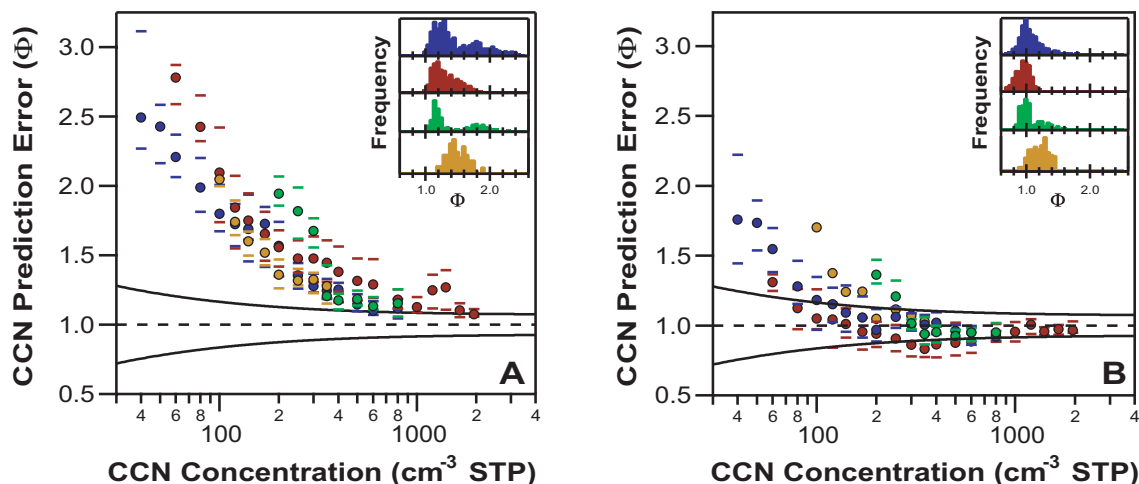 CCN Prediction Error (Φ)
3.0
2.5
2.0
1.5
1.0
0.5
Frequency
1.0 2.0
Φ
A
4 6 8 2 4 6 8 2 4
100 1000
CCN Concentration (cm-3 STP)
CCN Prediction Error (Φ)
3.0
2.5
2.0
1.5
1.0
0.5
Frequency
1.0 2.0
Φ
B
4 6 8 2 4 6 8 2 4
100 1000
CCN Concentration (cm-3 STP)